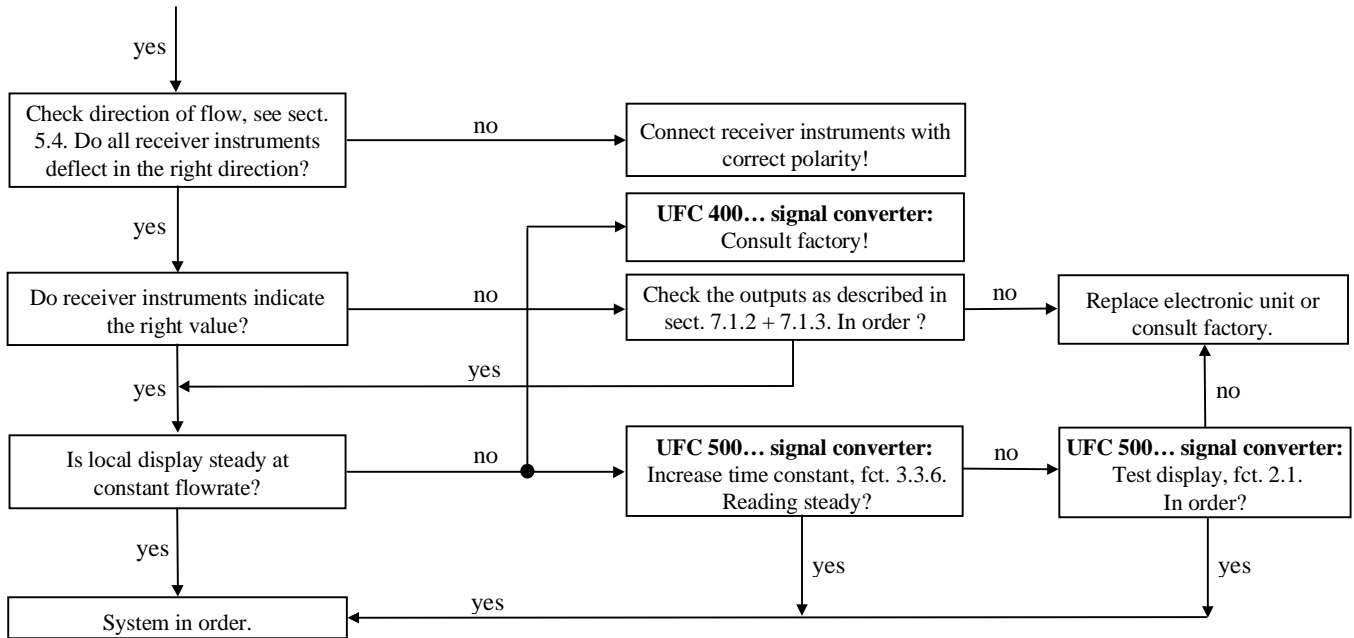 yes
Check direction of flow, see sect.
5.4. Do all receiver instruments
deflect in the right direction?
no
Connect receiver instruments with
correct polarity!
yes
UFC 400… signal converter:
Consult factory!
Do receiver instruments indicate
the right value?
no
Check the outputs as described in
sect. 7.1.2 + 7.1.3. In order ?
no
Replace electronic unit or
consult factory.
yes
yes
no
Is local display steady at
constant flowrate?
no
UFC 500… signal converter:
Increase time constant, fct. 3.3.6.
Reading steady?
no
UFC 500… signal converter:
Test display, fct. 2.1.
In order?
yes
yes
yes
System in order.
yes